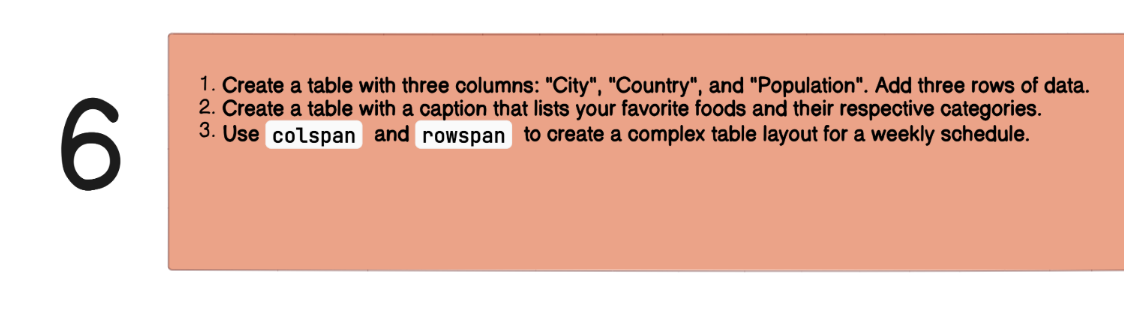 6
1. Create a table with three columns: "City", "Country", and "Population". Add three rows of data.
2. Create a table with a caption that lists your favorite foods and their respective categories.
3. Use colspan and rowspan to create a complex table layout for a weekly schedule.